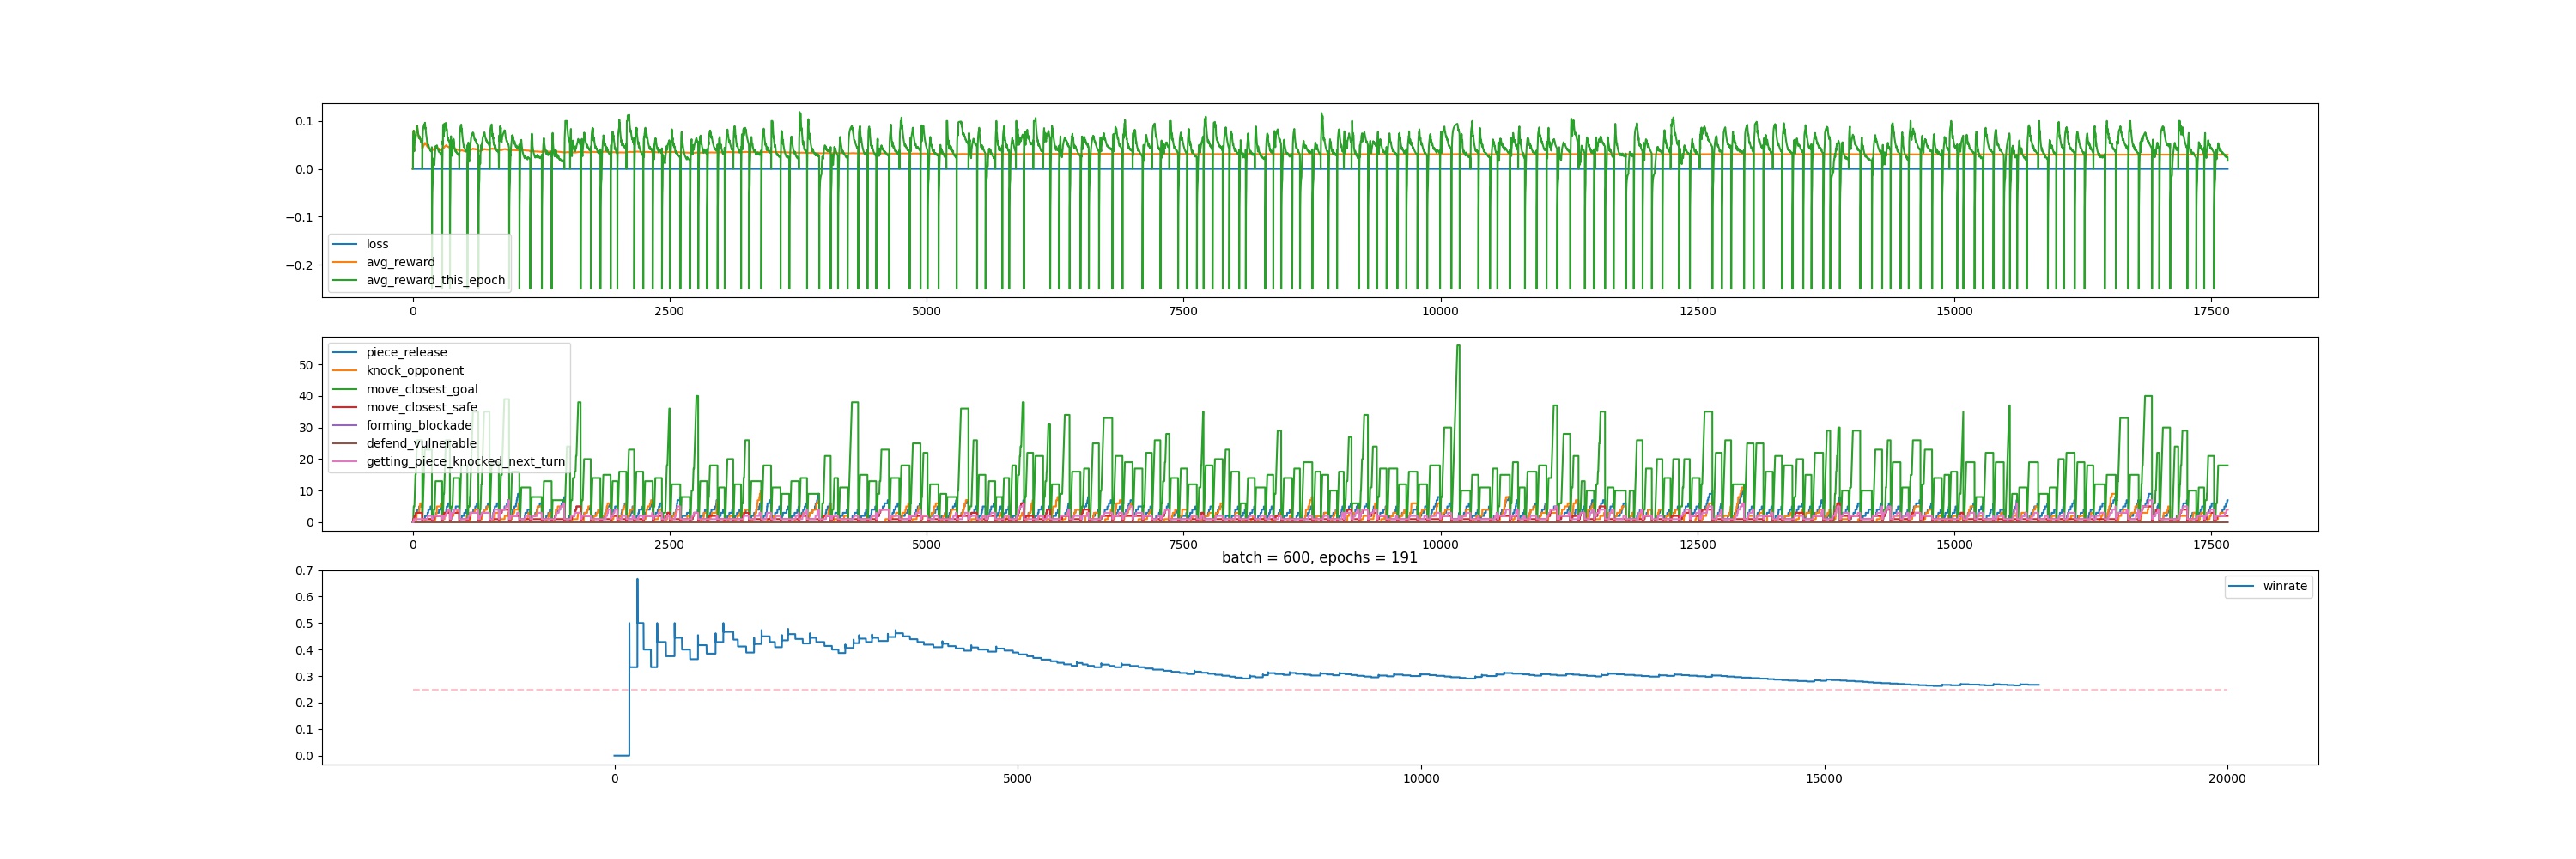 0.1
0.0
−0.1
−0.2
loss
avg_reward
avg_reward_this_epoch
0 2500 5000 7500 10000 12500 15000 17500
50
40
30
20
10
0
piece_release
knock_opponent
move_closest_goal
move_closest_safe
forming_blockade
defend_vulnerable
getting_piece_knocked_next_turn
0 2500 5000 7500 10000 12500 15000 17500
batch = 600, epochs = 191
0.7
0.6
0.5
0.4
0.3
0.2
0.1
0.0
winrate
0 5000 10000 15000 20000